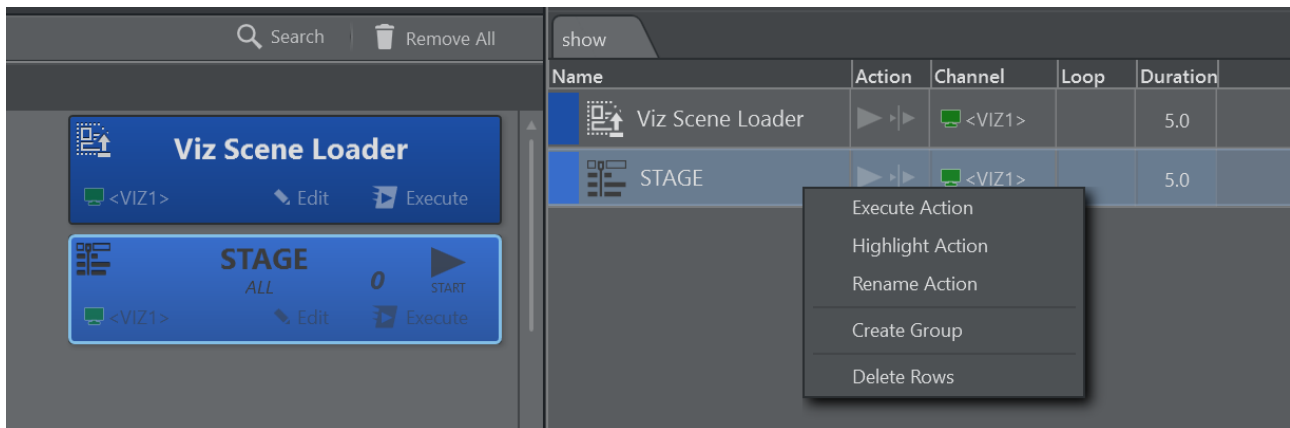 Search
Remove All
Viz Scene Loader
<VIZ1>
Edit
Execute
STAGE
ALL
0
START
<VIZ1>
Edit
Execute
show
Name Action Channel Loop Duration
Viz Scene Loader <VIZ1> 5.0
STAGE <VIZ1> 5.0
Execute Action
Highlight Action
Rename Action
Create Group
Delete Rows